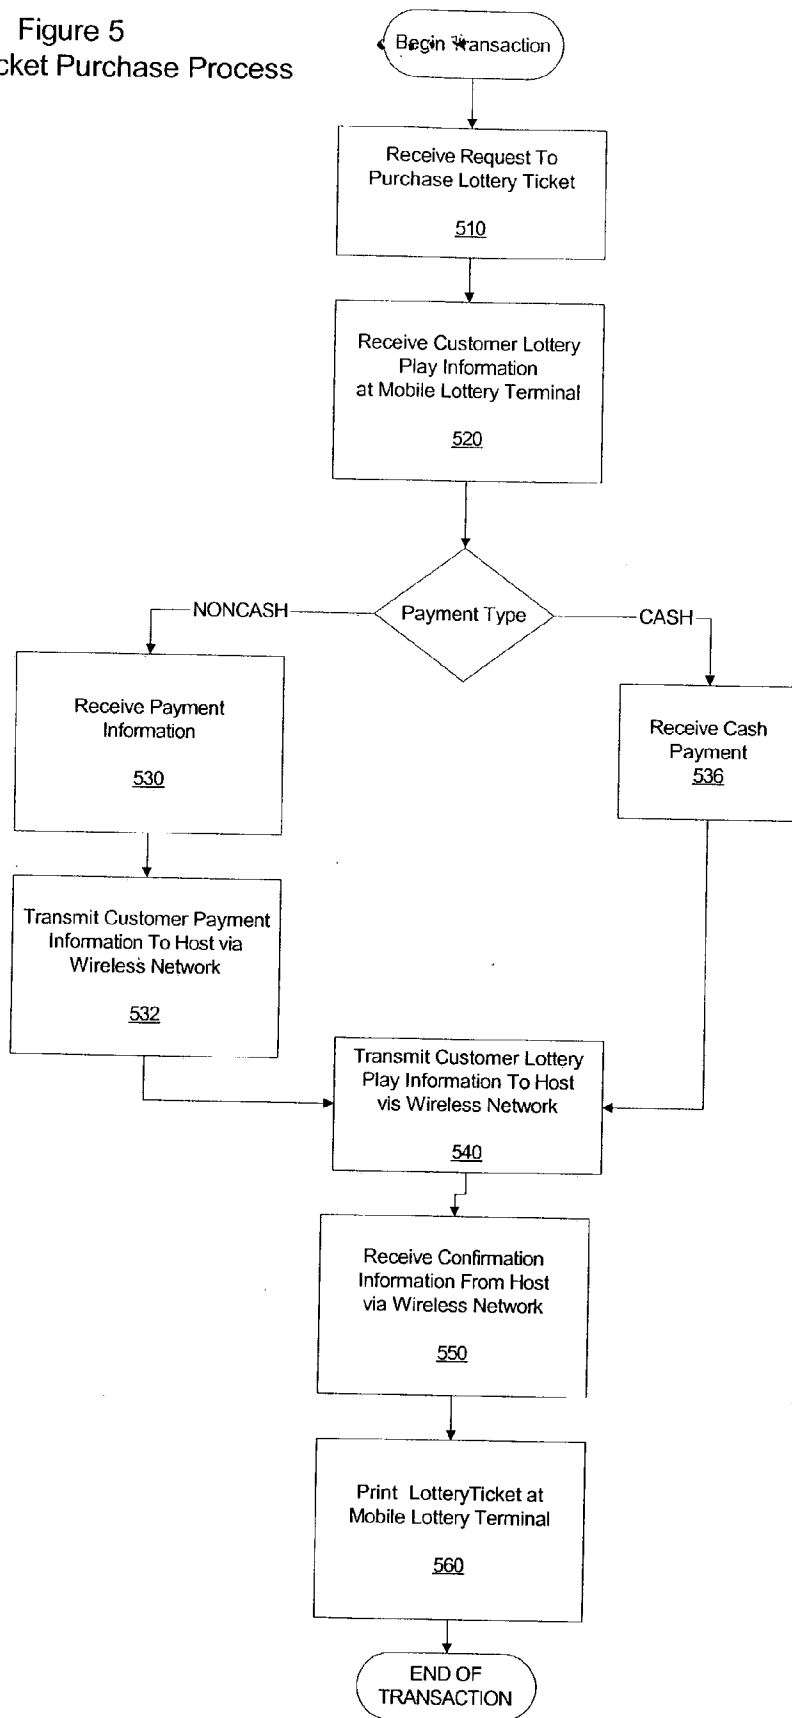 Figure 5
cket Purchase Process
Begin Transaction
Receive Request To
Purchase Lottery Ticket
510
Receive Customer Lottery
Play Information
at Mobile Lottery Terminal
520
Payment Type
NONCASH
CASH
Receive Payment
Information
530
Receive Cash
Payment
536
Transmit Customer Payment
Information To Host via
Wireless Network
532
Transmit Customer Lottery
Play Information To Host
vis Wireless Network
540
Receive Confirmation
Information From Host
via Wireless Network
550
Print LotteryTicket at
Mobile Lottery Terminal
560
END OF
TRANSACTION